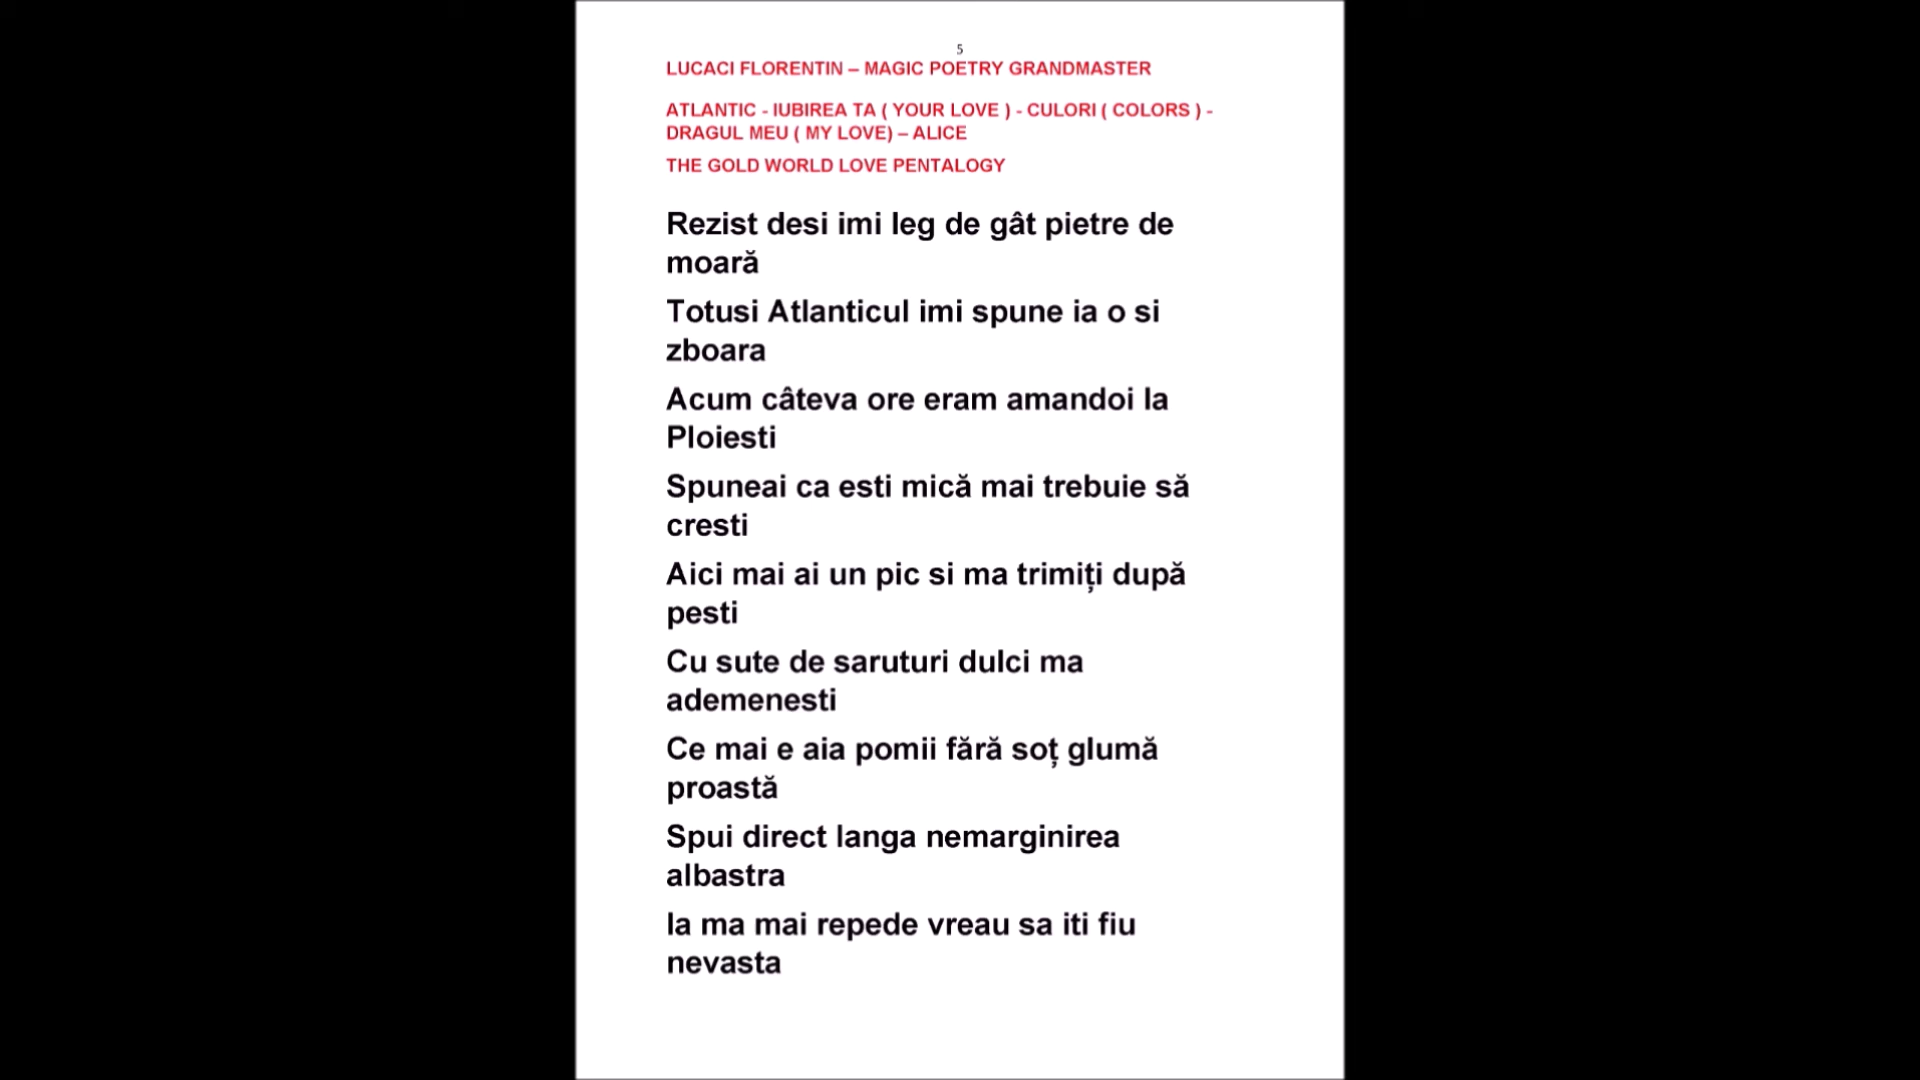 5
LUCACI FLORENTIN – MAGIC POETRY GRANDMASTER
ATLANTIC - IUBIREA TA ( YOUR LOVE ) - CULORI ( COLORS ) -
DRAGUL MEU ( MY LOVE) – ALICE
THE GOLD WORLD LOVE PENTALOGY
Rezist desi imi leg de gât pietre de
moară
Totusi Atlanticul imi spune ia o si
zboara
Acum câteva ore eram amandoi la
Ploiesti
Spuneai ca esti mică mai trebuie să
cresti
Aici mai ai un pic si ma trimiți după
pesti
Cu sute de saruturi dulci ma
ademenesti
Ce mai e aia pomii fără soț glumă
proastă
Spui direct langa nemarginirea
albastra
Ia ma mai repede vreau sa iti fiu
nevasta